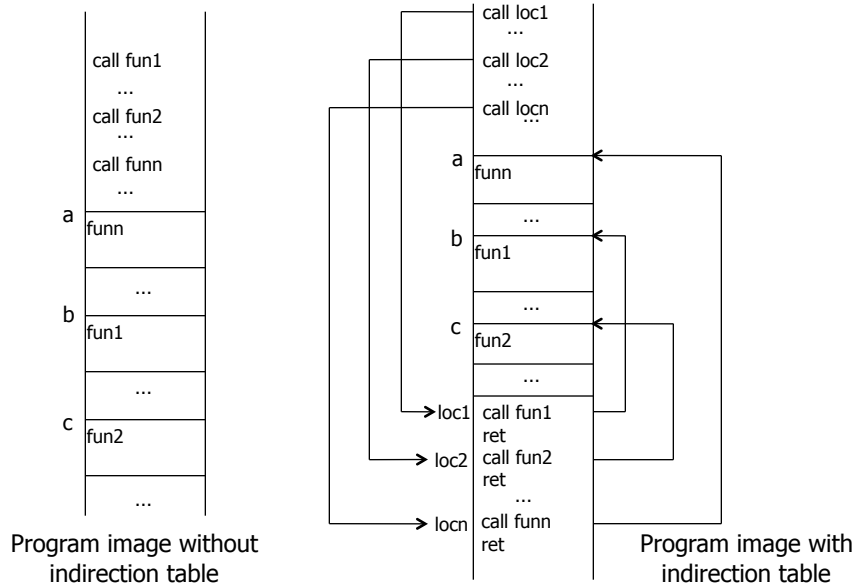 call fun1
...
call fun2
...
call funn
...
a
funn
...
b
fun1
...
c
fun2
...
Program image without
indirection table
call loc1
...
call loc2
...
call locn
...
a
funn
...
b
fun1
...
c
fun2
...
loc1 call fun1
ret
loc2 call fun2
ret
...
locn call funn
ret
Program image with
indirection table